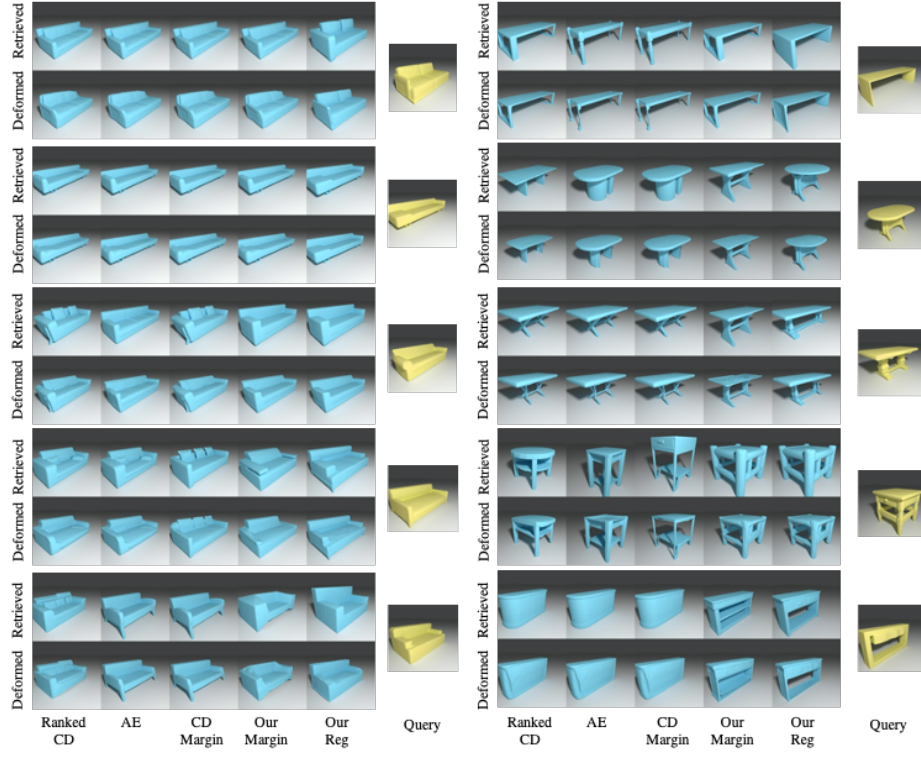 Retrieved
Deformed
Retrieved
Deformed
Retrieved
Deformed
Retrieved
Deformed
Retrieved
Deformed
Ranked
CD
AE
CD
Margin
Our
Margin
Our
Reg
Query
Retrieved
Deformed
Retrieved
Deformed
Retrieved
Deformed
Retrieved
Deformed
Retrieved
Deformed
Ranked
CD
AE
CD
Margin
Our
Margin
Our
Reg
Query